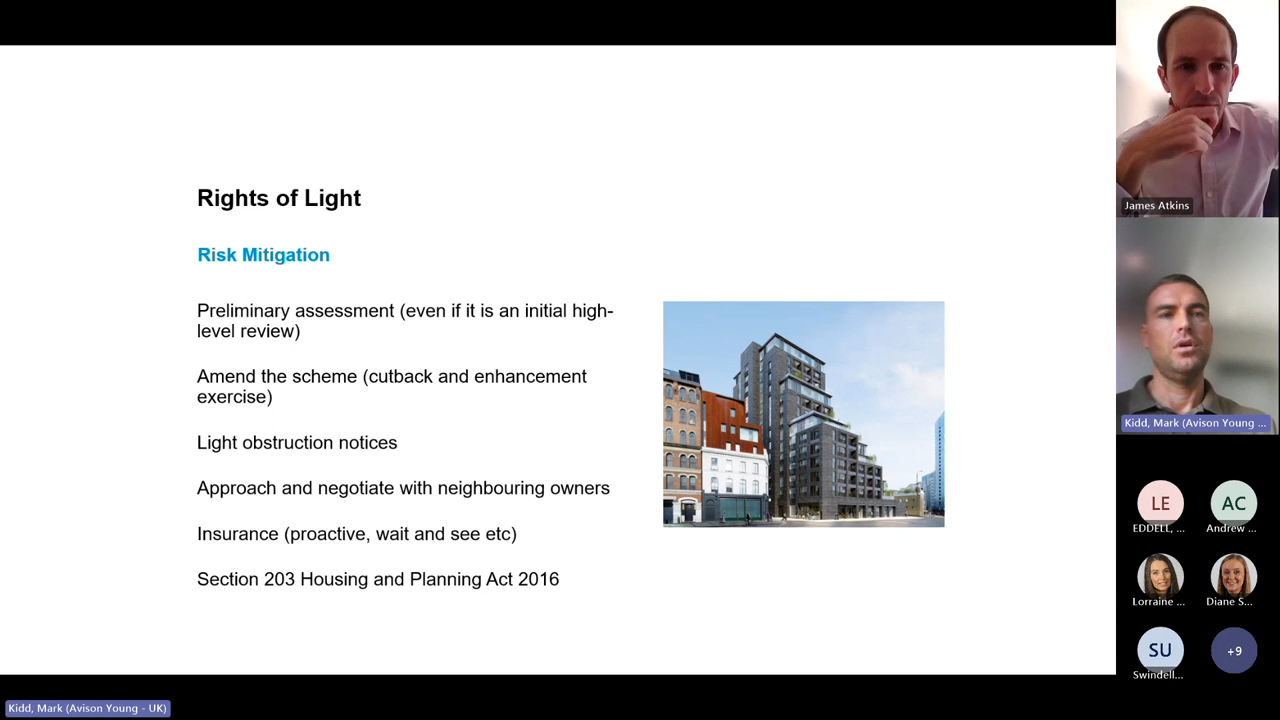 Rights of Light
Risk Mitigation
Preliminary assessment (even if it is an initial high-
level review)
Amend the scheme (cutback and enhancement
exercise)
Light obstruction notices
Approach and negotiate with neighbouring owners
Insurance (proactive, wait and see etc)
Section 203 Housing and Planning Act 2016
James Atkins
Kidd, Mark (Avison Young ...
LE
EDDELL, ...
AC
Andrew ...
Lorraine ...
Diane S...
SU
Swindell...
+9
Kidd, Mark (Avison Young - UK)